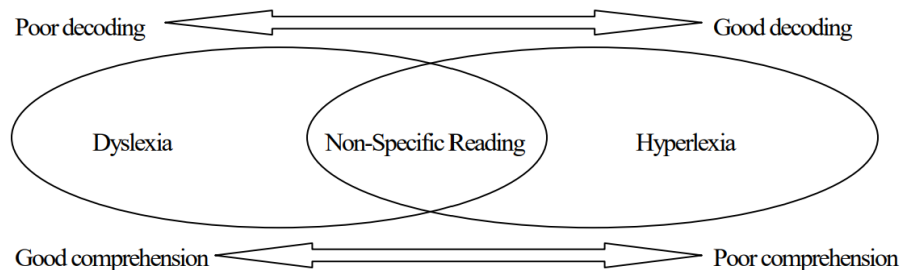 Poor decoding Good decoding
Dyslexia Non-Specific Reading Hyperlexia
Good comprehension Poor comprehension